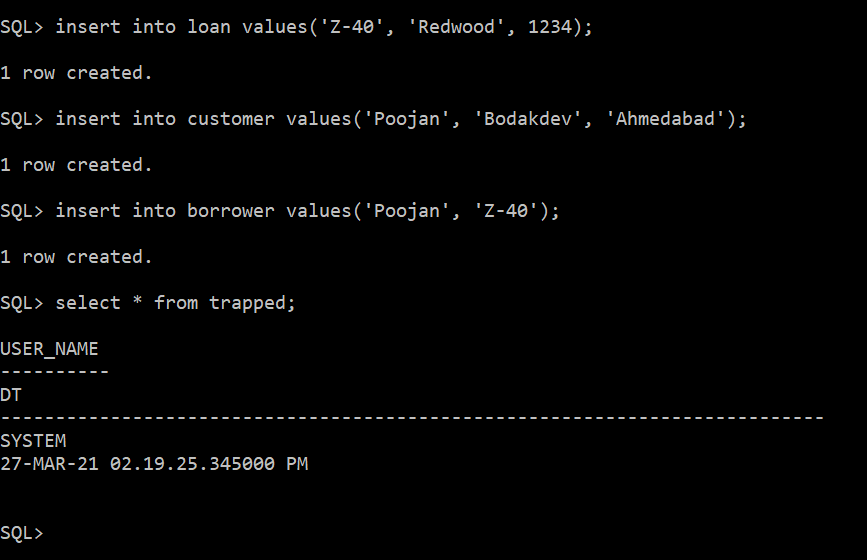 SQL> insert into loan values('Z-40', 'Redwood', 1234);
1 row created.
SQL> insert into customer values('Poojan', 'Bodakdev', 'Ahmedabad');
1 row created.
SQL> insert into borrower values('Poojan', 'Z-40');
1 row created.
SQL> select * from trapped;
USER_NAME
----------
DT
---------------------------------------------------------------------------
SYSTEM
27-MAR-21 02.19.25.345000 PM
SQL>